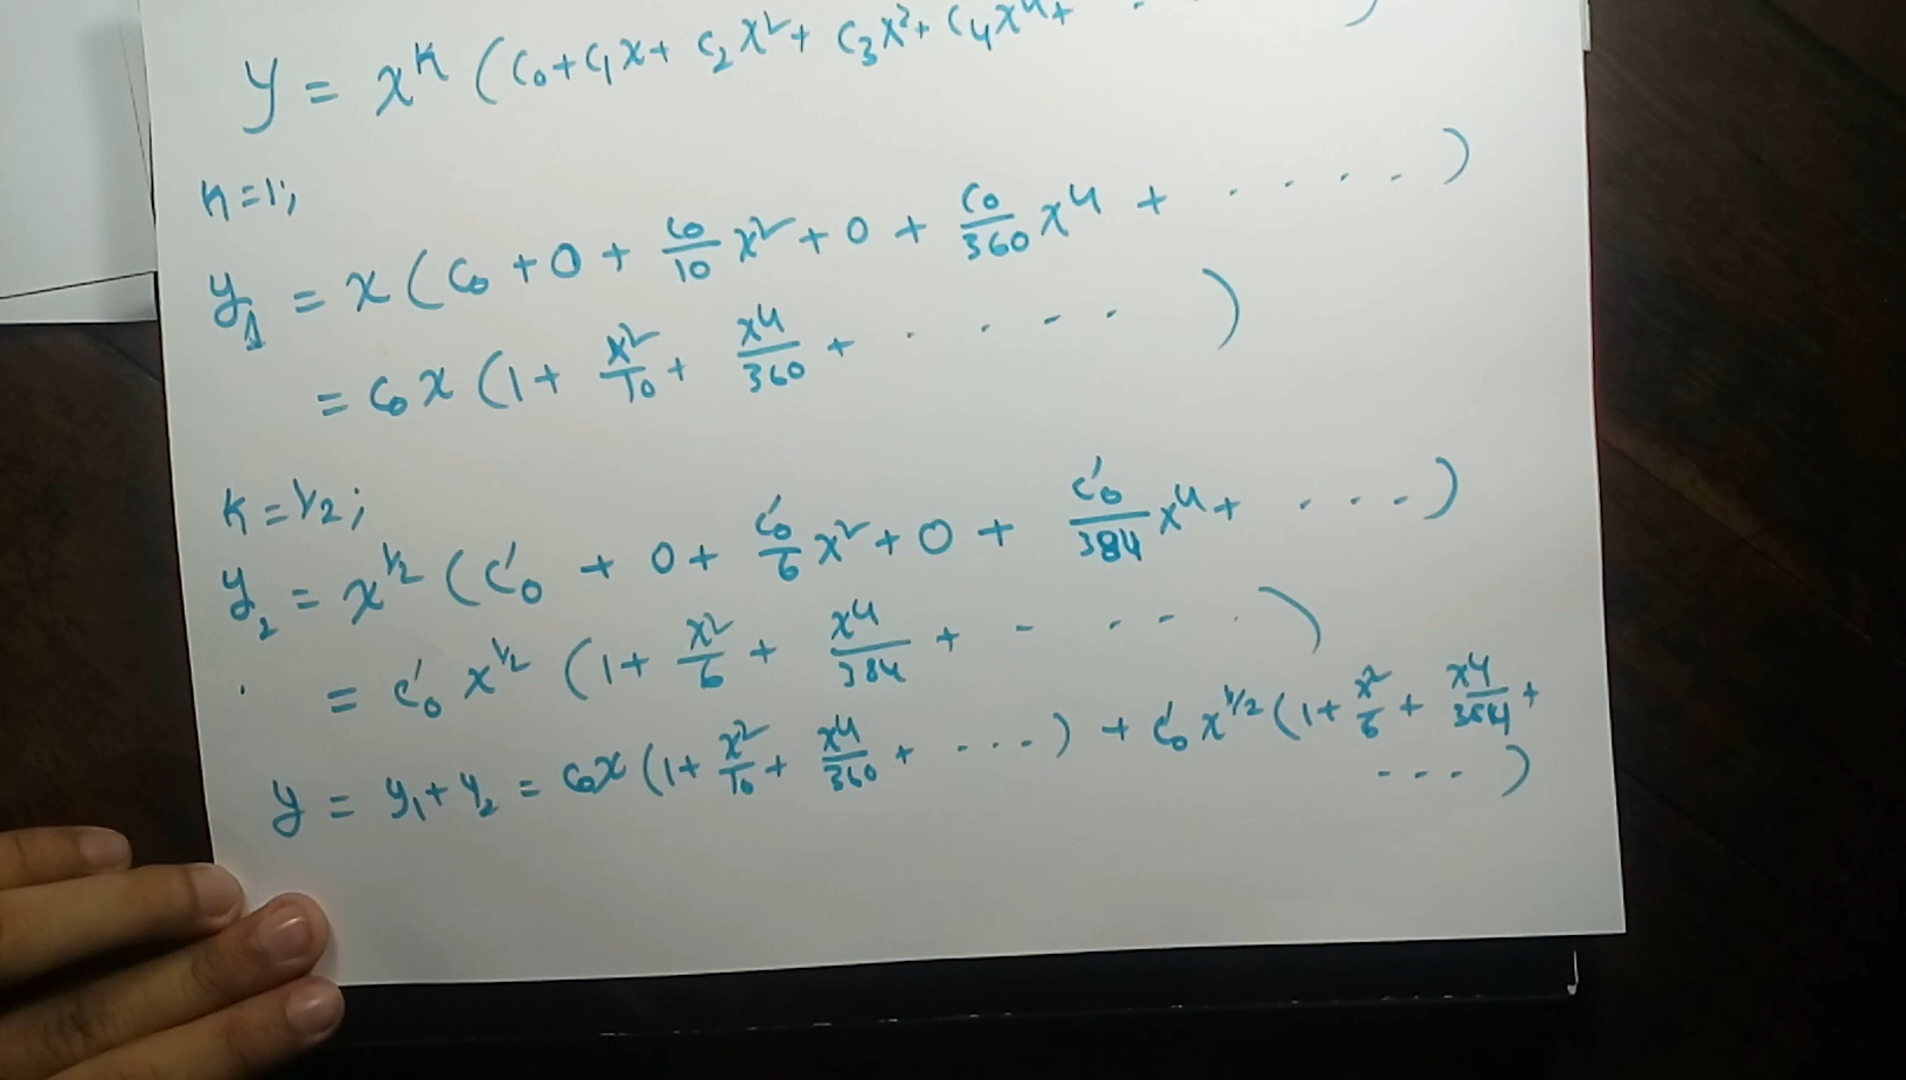 y = x^k (c₀+c₁x+ c₂x²+ c₃x³+ c₄x⁴+ . . . )
k=1;
y₁ = x (c₀ +0 + c₀/10 x²+0 + c₀/360 x⁴ + . . . . )
= c₀x (1+ x²/10 + x⁴/360 + . . . . )
k=1/2;
y₂ = x^1/2 (c'₀ + 0+ c'₀/6 x²+0 + c'₀/384 x⁴+ . . . )
= c'₀ x^1/2 (1+ x²/6 + x⁴/384 + . . . . )
y = y₁+y₂ = c₀x (1+ x²/10 + x⁴/360 + . . . ) + c'₀ x^1/2 (1+ x²/6 + x⁴/384 +
. . . )